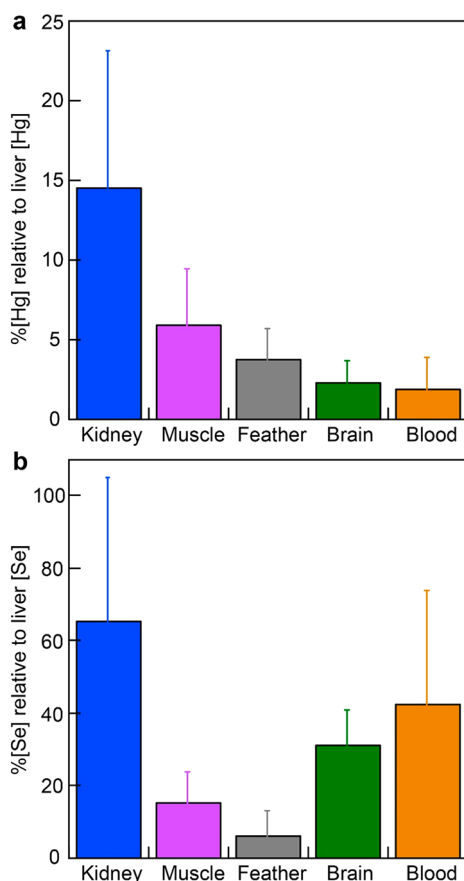 a
%[Hg] relative to liver [Hg]
25
20
15
10
5
0
Kidney Muscle Feather Brain Blood
b
%[Se] relative to liver [Se]
100
80
60
40
20
0
Kidney Muscle Feather Brain Blood